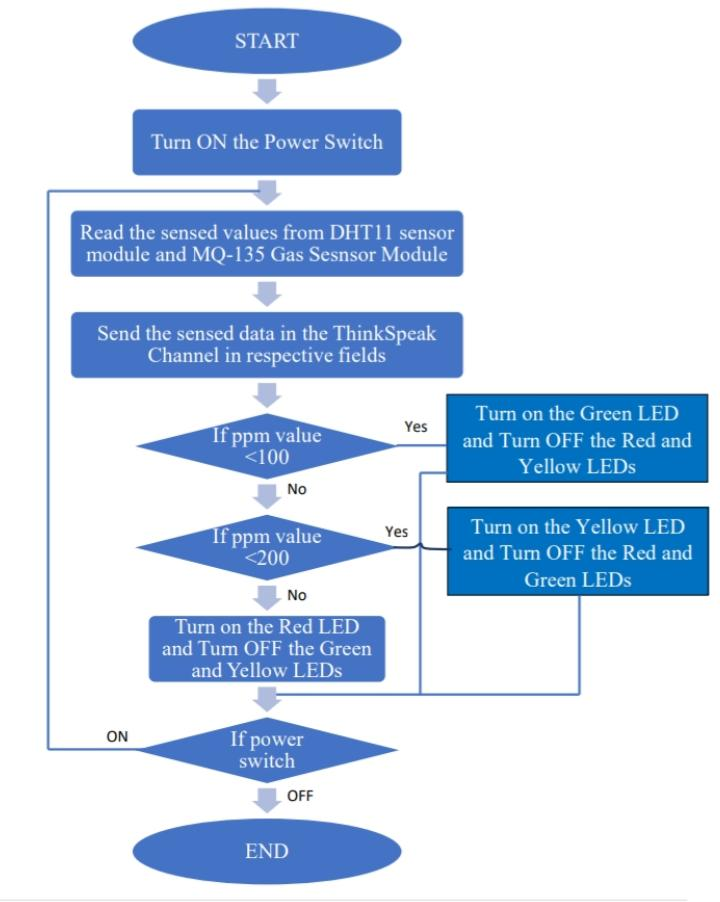 START
Turn ON the Power Switch
Read the sensed values from DHT11 sensor
module and MQ-135 Gas Sesnsor Module
Send the sensed data in the ThinkSpeak
Channel in respective fields
If ppm value
<100
Yes
Turn on the Green LED
and Turn OFF the Red and
Yellow LEDs
No
If ppm value
<200
Yes
Turn on the Yellow LED
and Turn OFF the Red and
Green LEDs
No
Turn on the Red LED
and Turn OFF the Green
and Yellow LEDs
ON
If power
switch
OFF
END